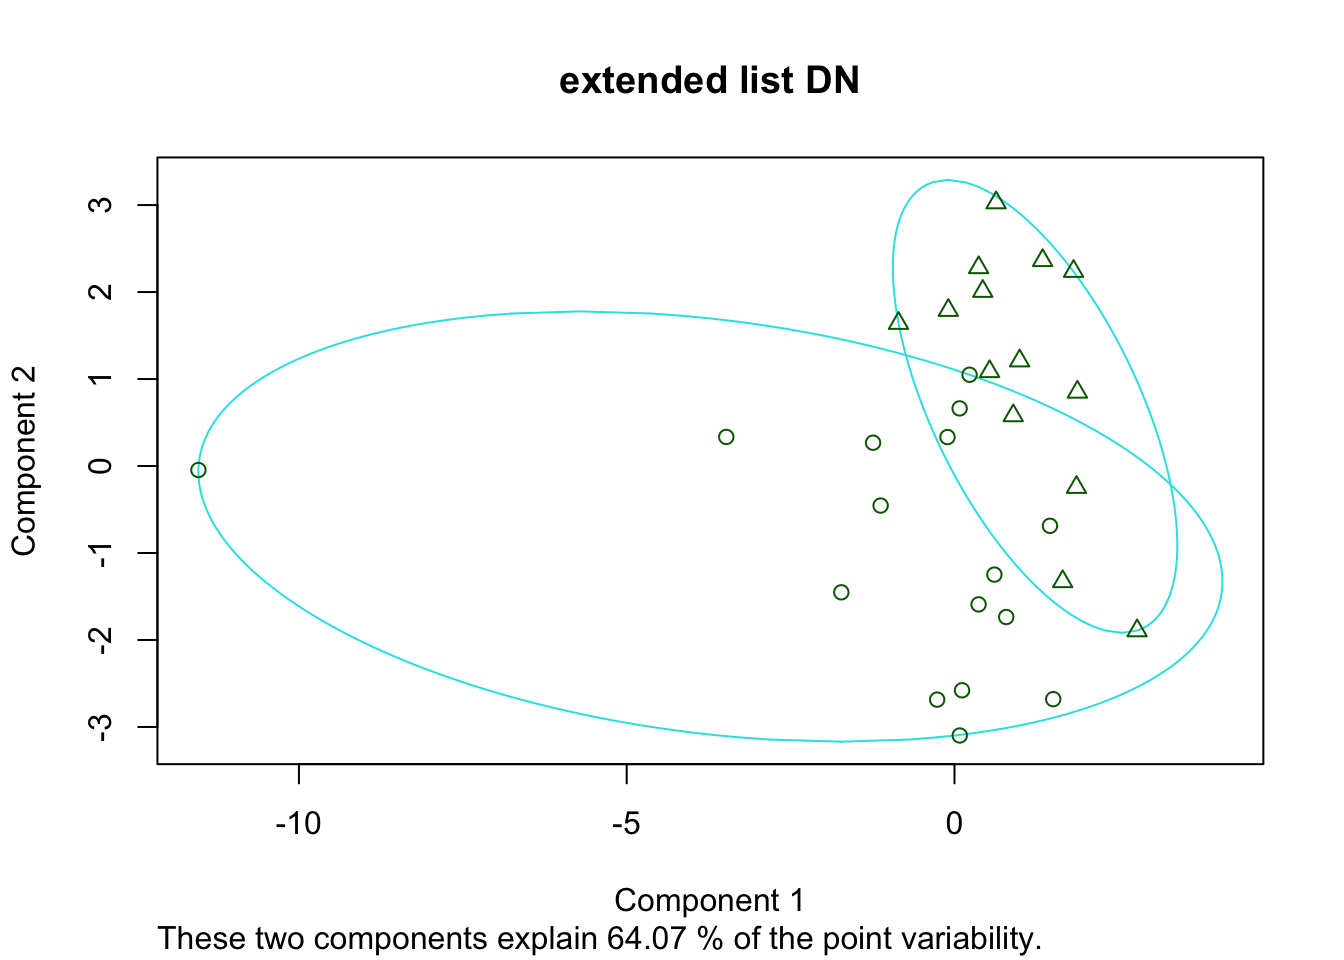 extended list DN
3
2
1
0
-1
-2
-3
Component 2
-10 -5 0
Component 1
These two components explain 64.07 % of the point variability.